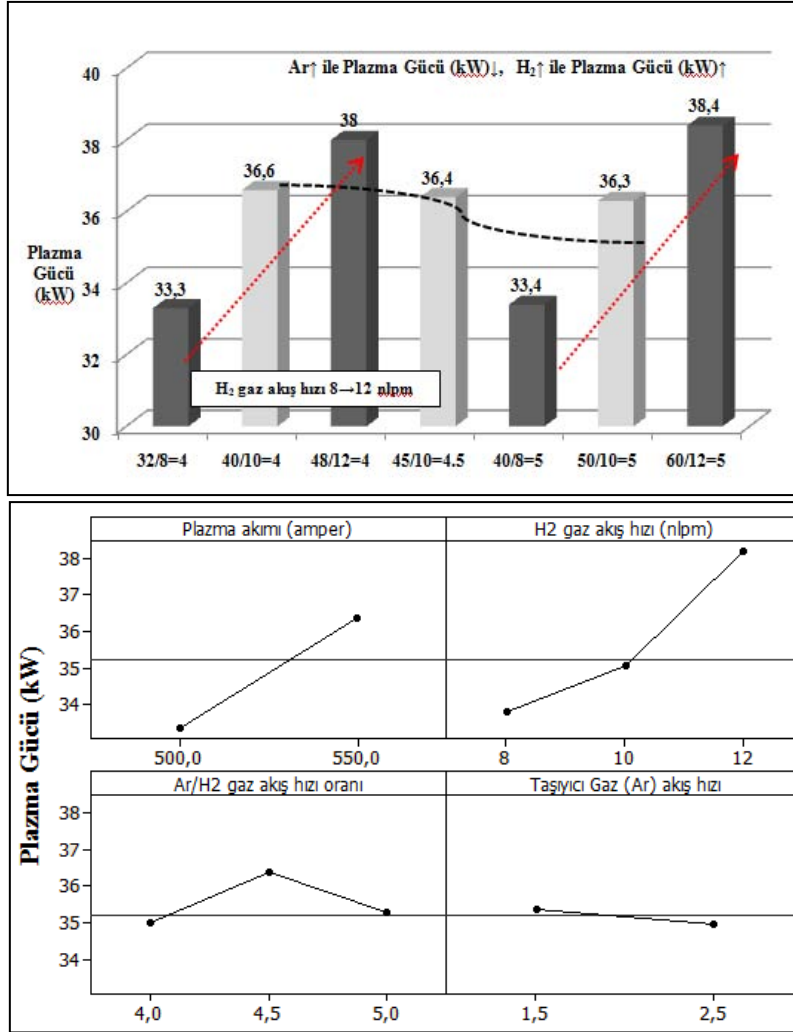 Ar↑ ile Plazma Gücü (kW)↓, H₂↑ ile Plazma Gücü (kW)↑
40
38
36
34
32
30
Plazma
Gücü
(kW)
33,3
36,6
38
36,4
33,4
36,3
38,4
H₂ gaz akış hızı 8→12 nlpm
32/8=4 40/10=4 48/12=4 45/10=4.5 40/8=5 50/10=5 60/12=5
Plazma Gücü (kW)
Plazma akımı (amper) H2 gaz akış hızı (nlpm)
38
37
36
35
34
500,0 550,0 8 10 12
Ar/H2 gaz akış hızı oranı Taşıyıcı Gaz (Ar) akış hızı
38
37
36
35
34
4,0 4,5 5,0 1,5 2,5